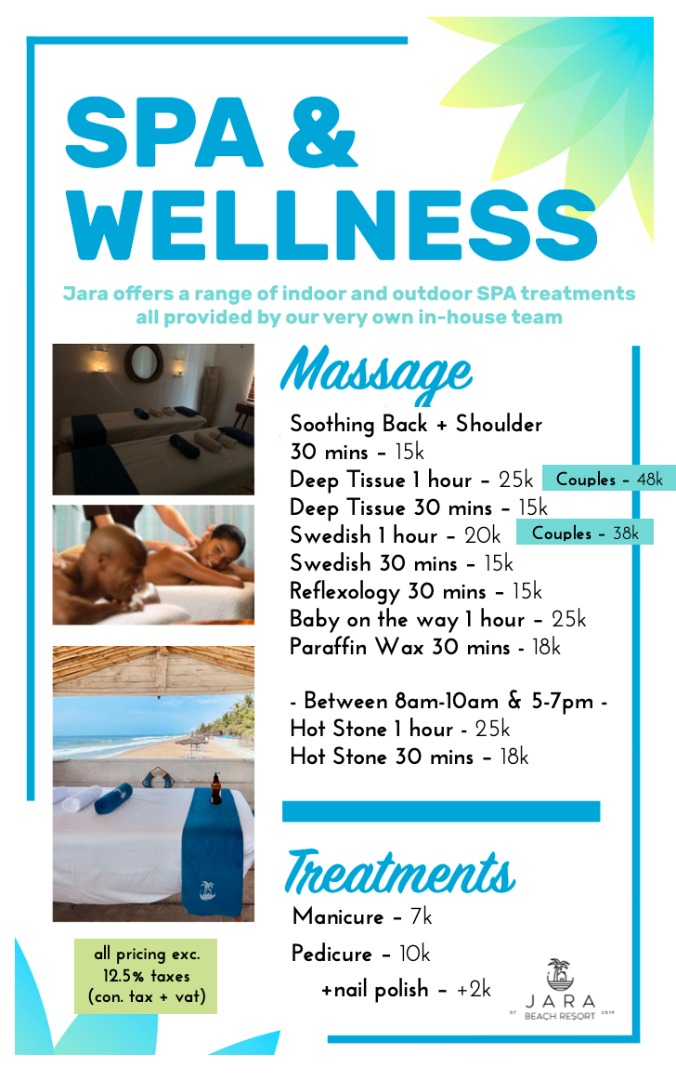 SPA &
WELLNESS
Jara offers a range of indoor and outdoor SPA treatments
all provided by our very own in-house team
Massage
Soothing Back + Shoulder
30 mins – 15k
Deep Tissue 1 hour – 25k Couples – 48k
Deep Tissue 30 mins – 15k
Swedish 1 hour – 20k Couples – 38k
Swedish 30 mins – 15k
Reflexology 30 mins – 15k
Baby on the way 1 hour – 25k
Paraffin Wax 30 mins - 18k
- Between 8am-10am & 5-7pm -
Hot Stone 1 hour - 25k
Hot Stone 30 mins – 18k
Treatments
Manicure – 7k
Pedicure – 10k
+nail polish – +2k
all pricing exc.
12.5% taxes
(con. tax + vat)
JARA
BEACH RESORT